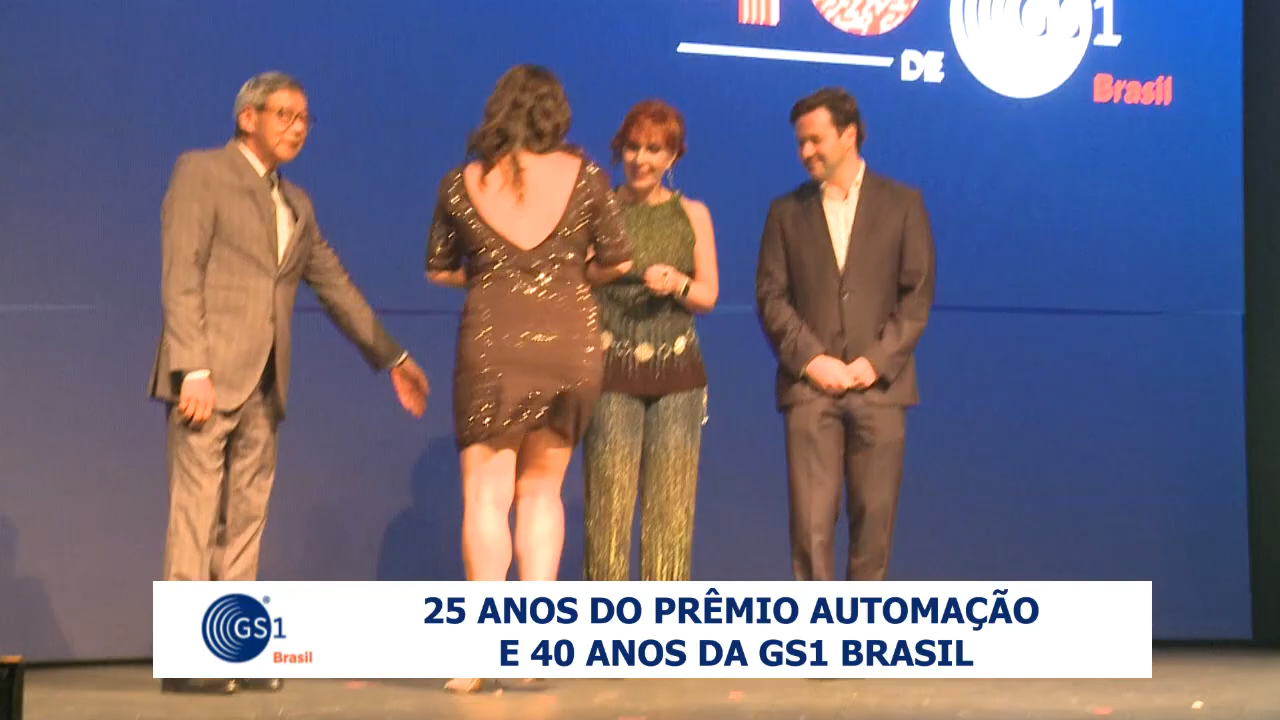 DE
GS1
Brasil
GS1®
Brasil
25 ANOS DO PRÊMIO AUTOMAÇÃO
E 40 ANOS DA GS1 BRASIL